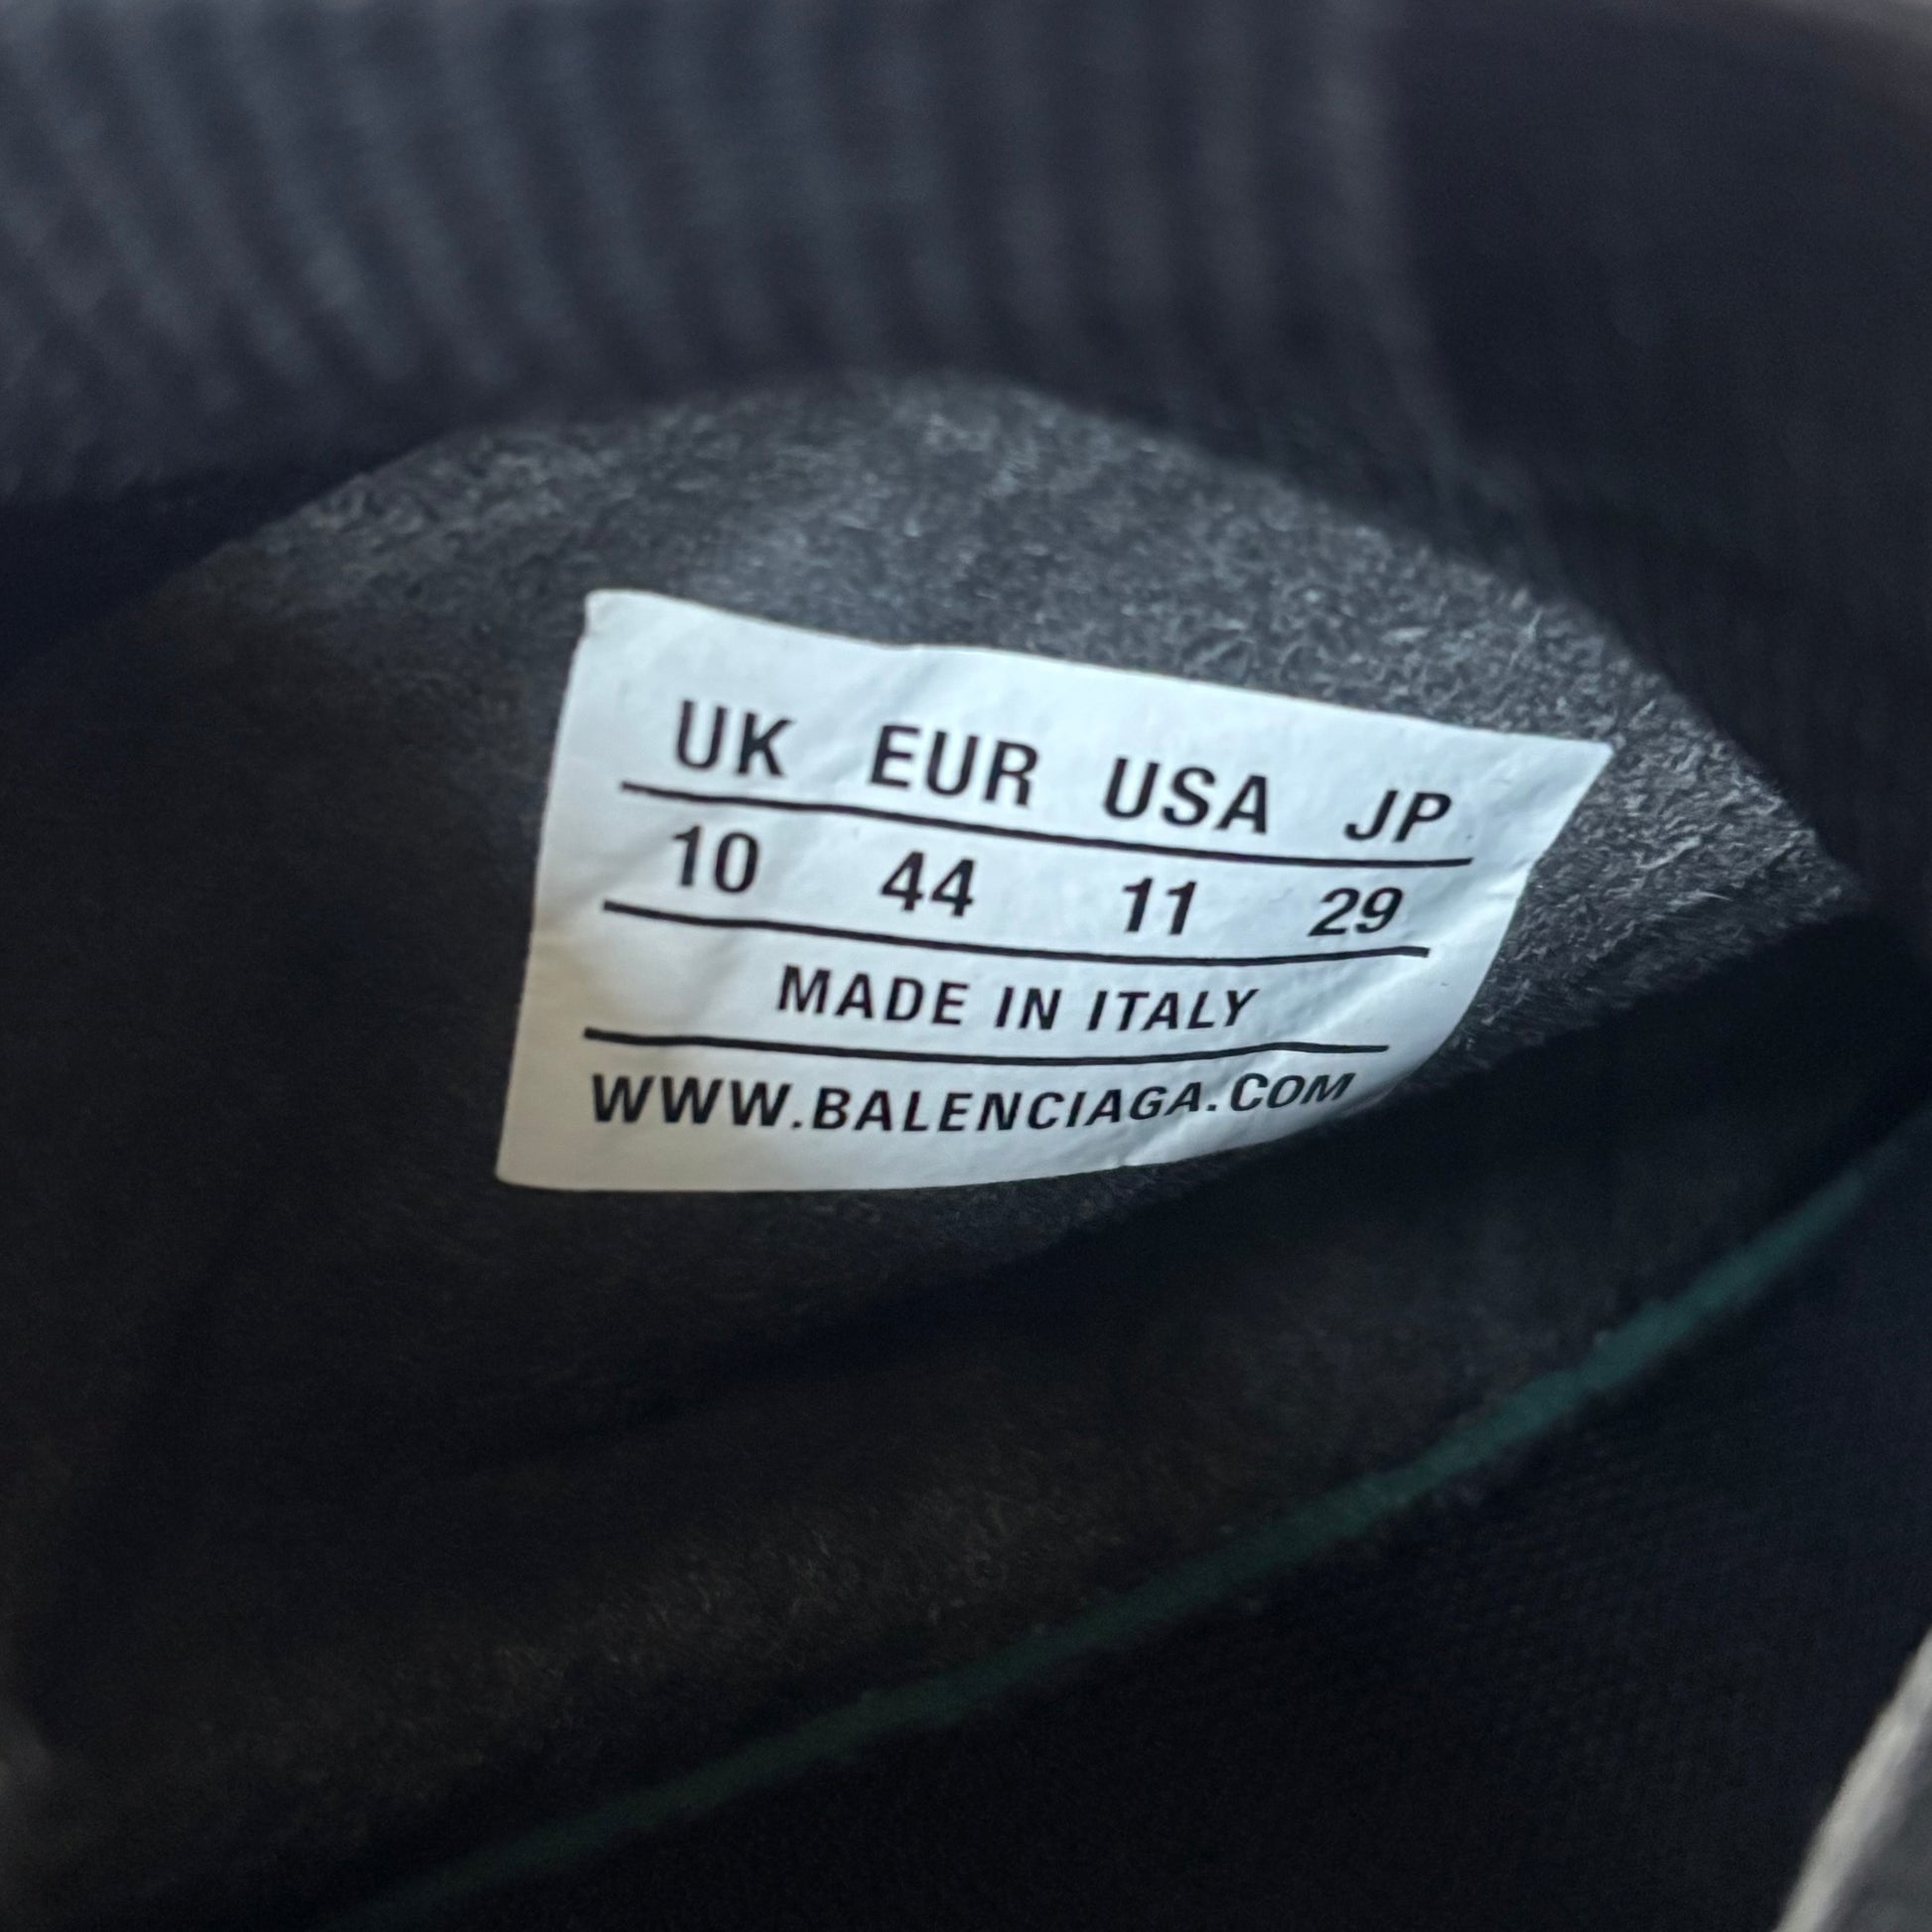 UK EUR USA JP
10 44 11 29
MADE IN ITALY
WWW.BALENCIAGA.COM